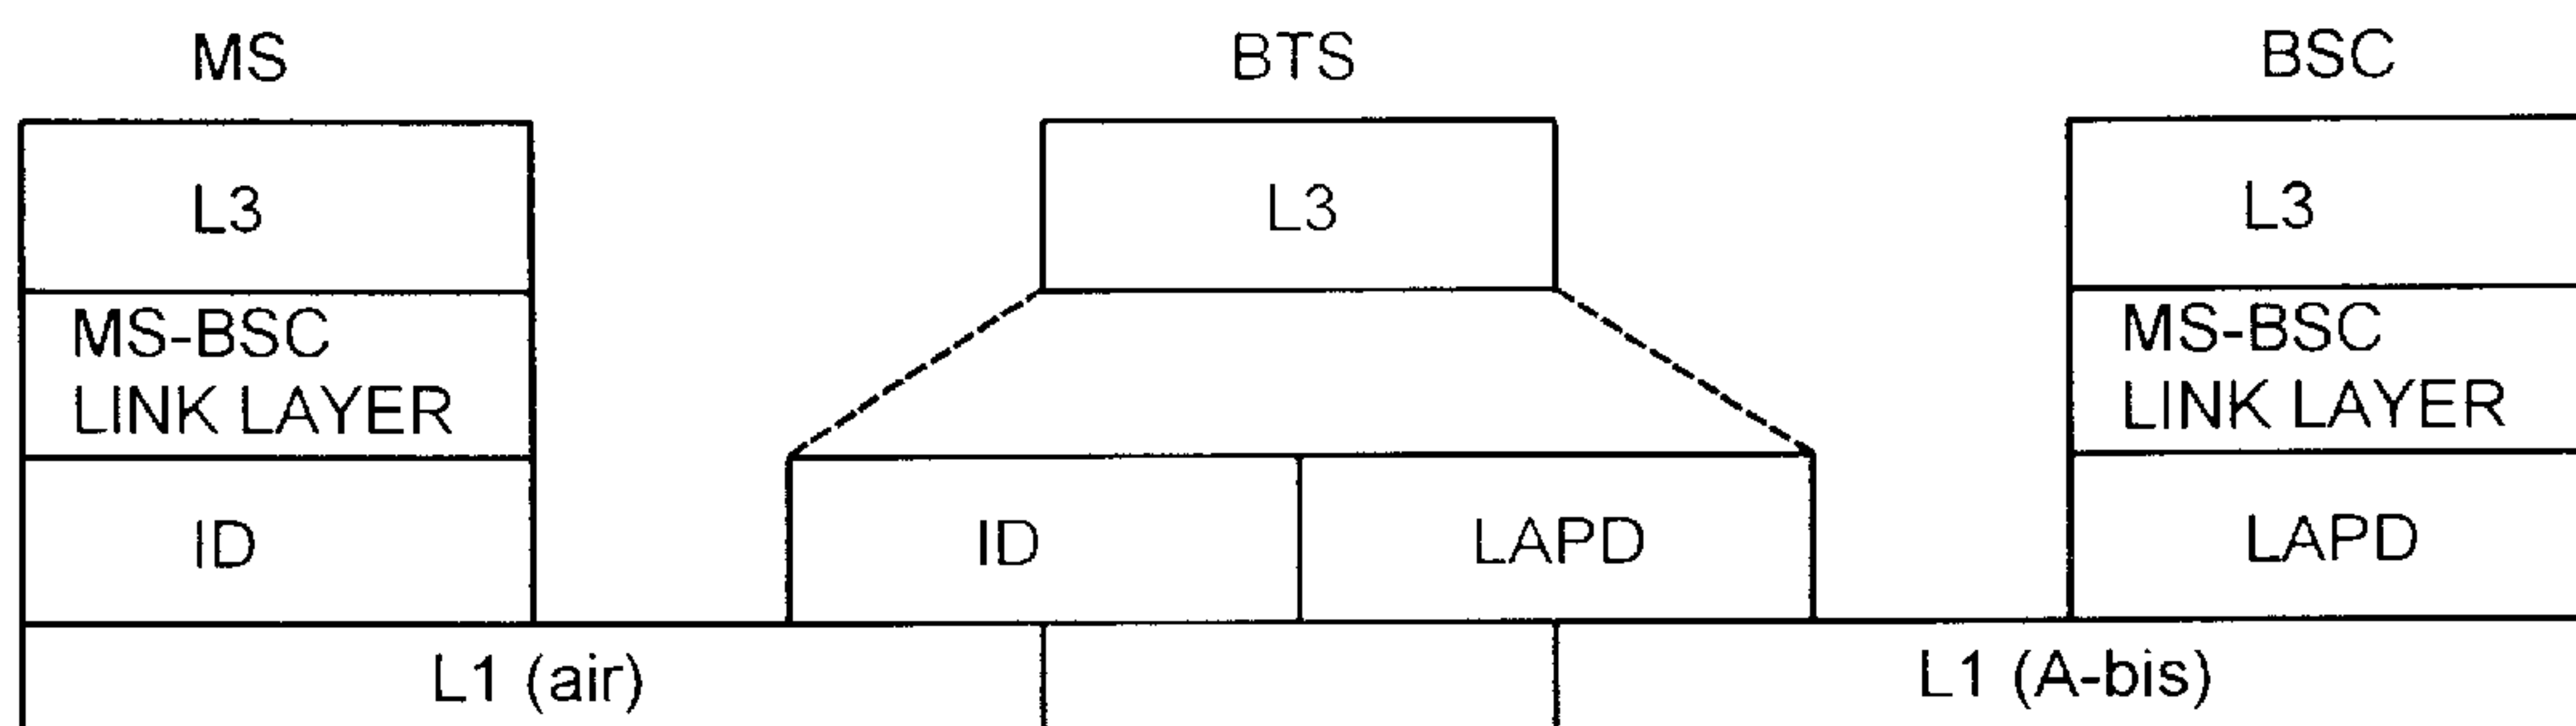 MS
BTS
BSC
L3
L3
L3
MS-BSC
LINK LAYER
MS-BSC
LINK LAYER
ID
ID
LAPD
LAPD
L1 (air)
L1 (A-bis)